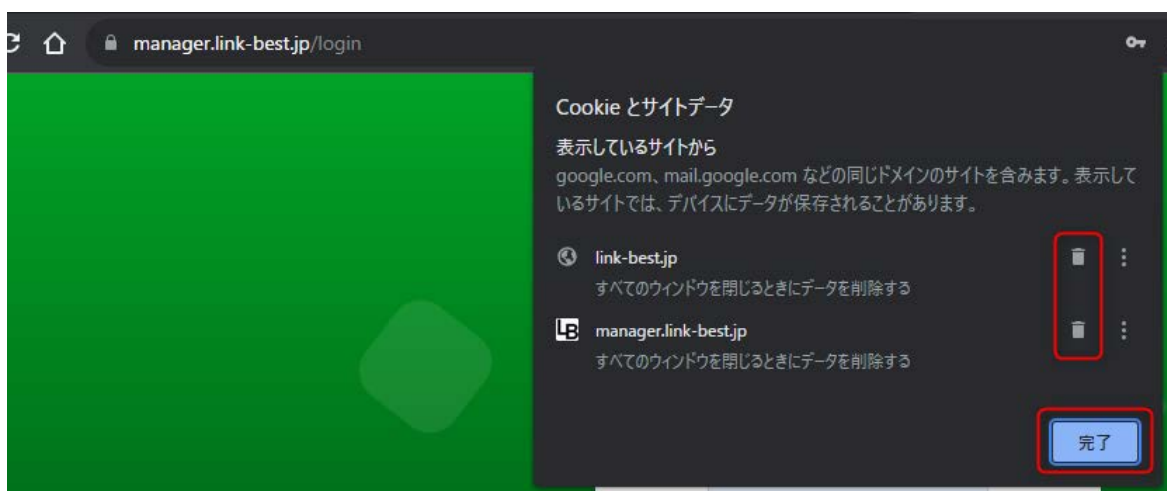 manager.link-best.jp/login
Cookie とサイトデータ
表示しているサイトから
google.com、mail.google.com などの同じドメインのサイトを含みます。表示して
いるサイトでは、デバイスにデータが保存されることがあります。
link-best.jp
すべてのウィンドウを閉じるときにデータを削除する
LB manager.link-best.jp
すべてのウィンドウを閉じるときにデータを削除する
完了